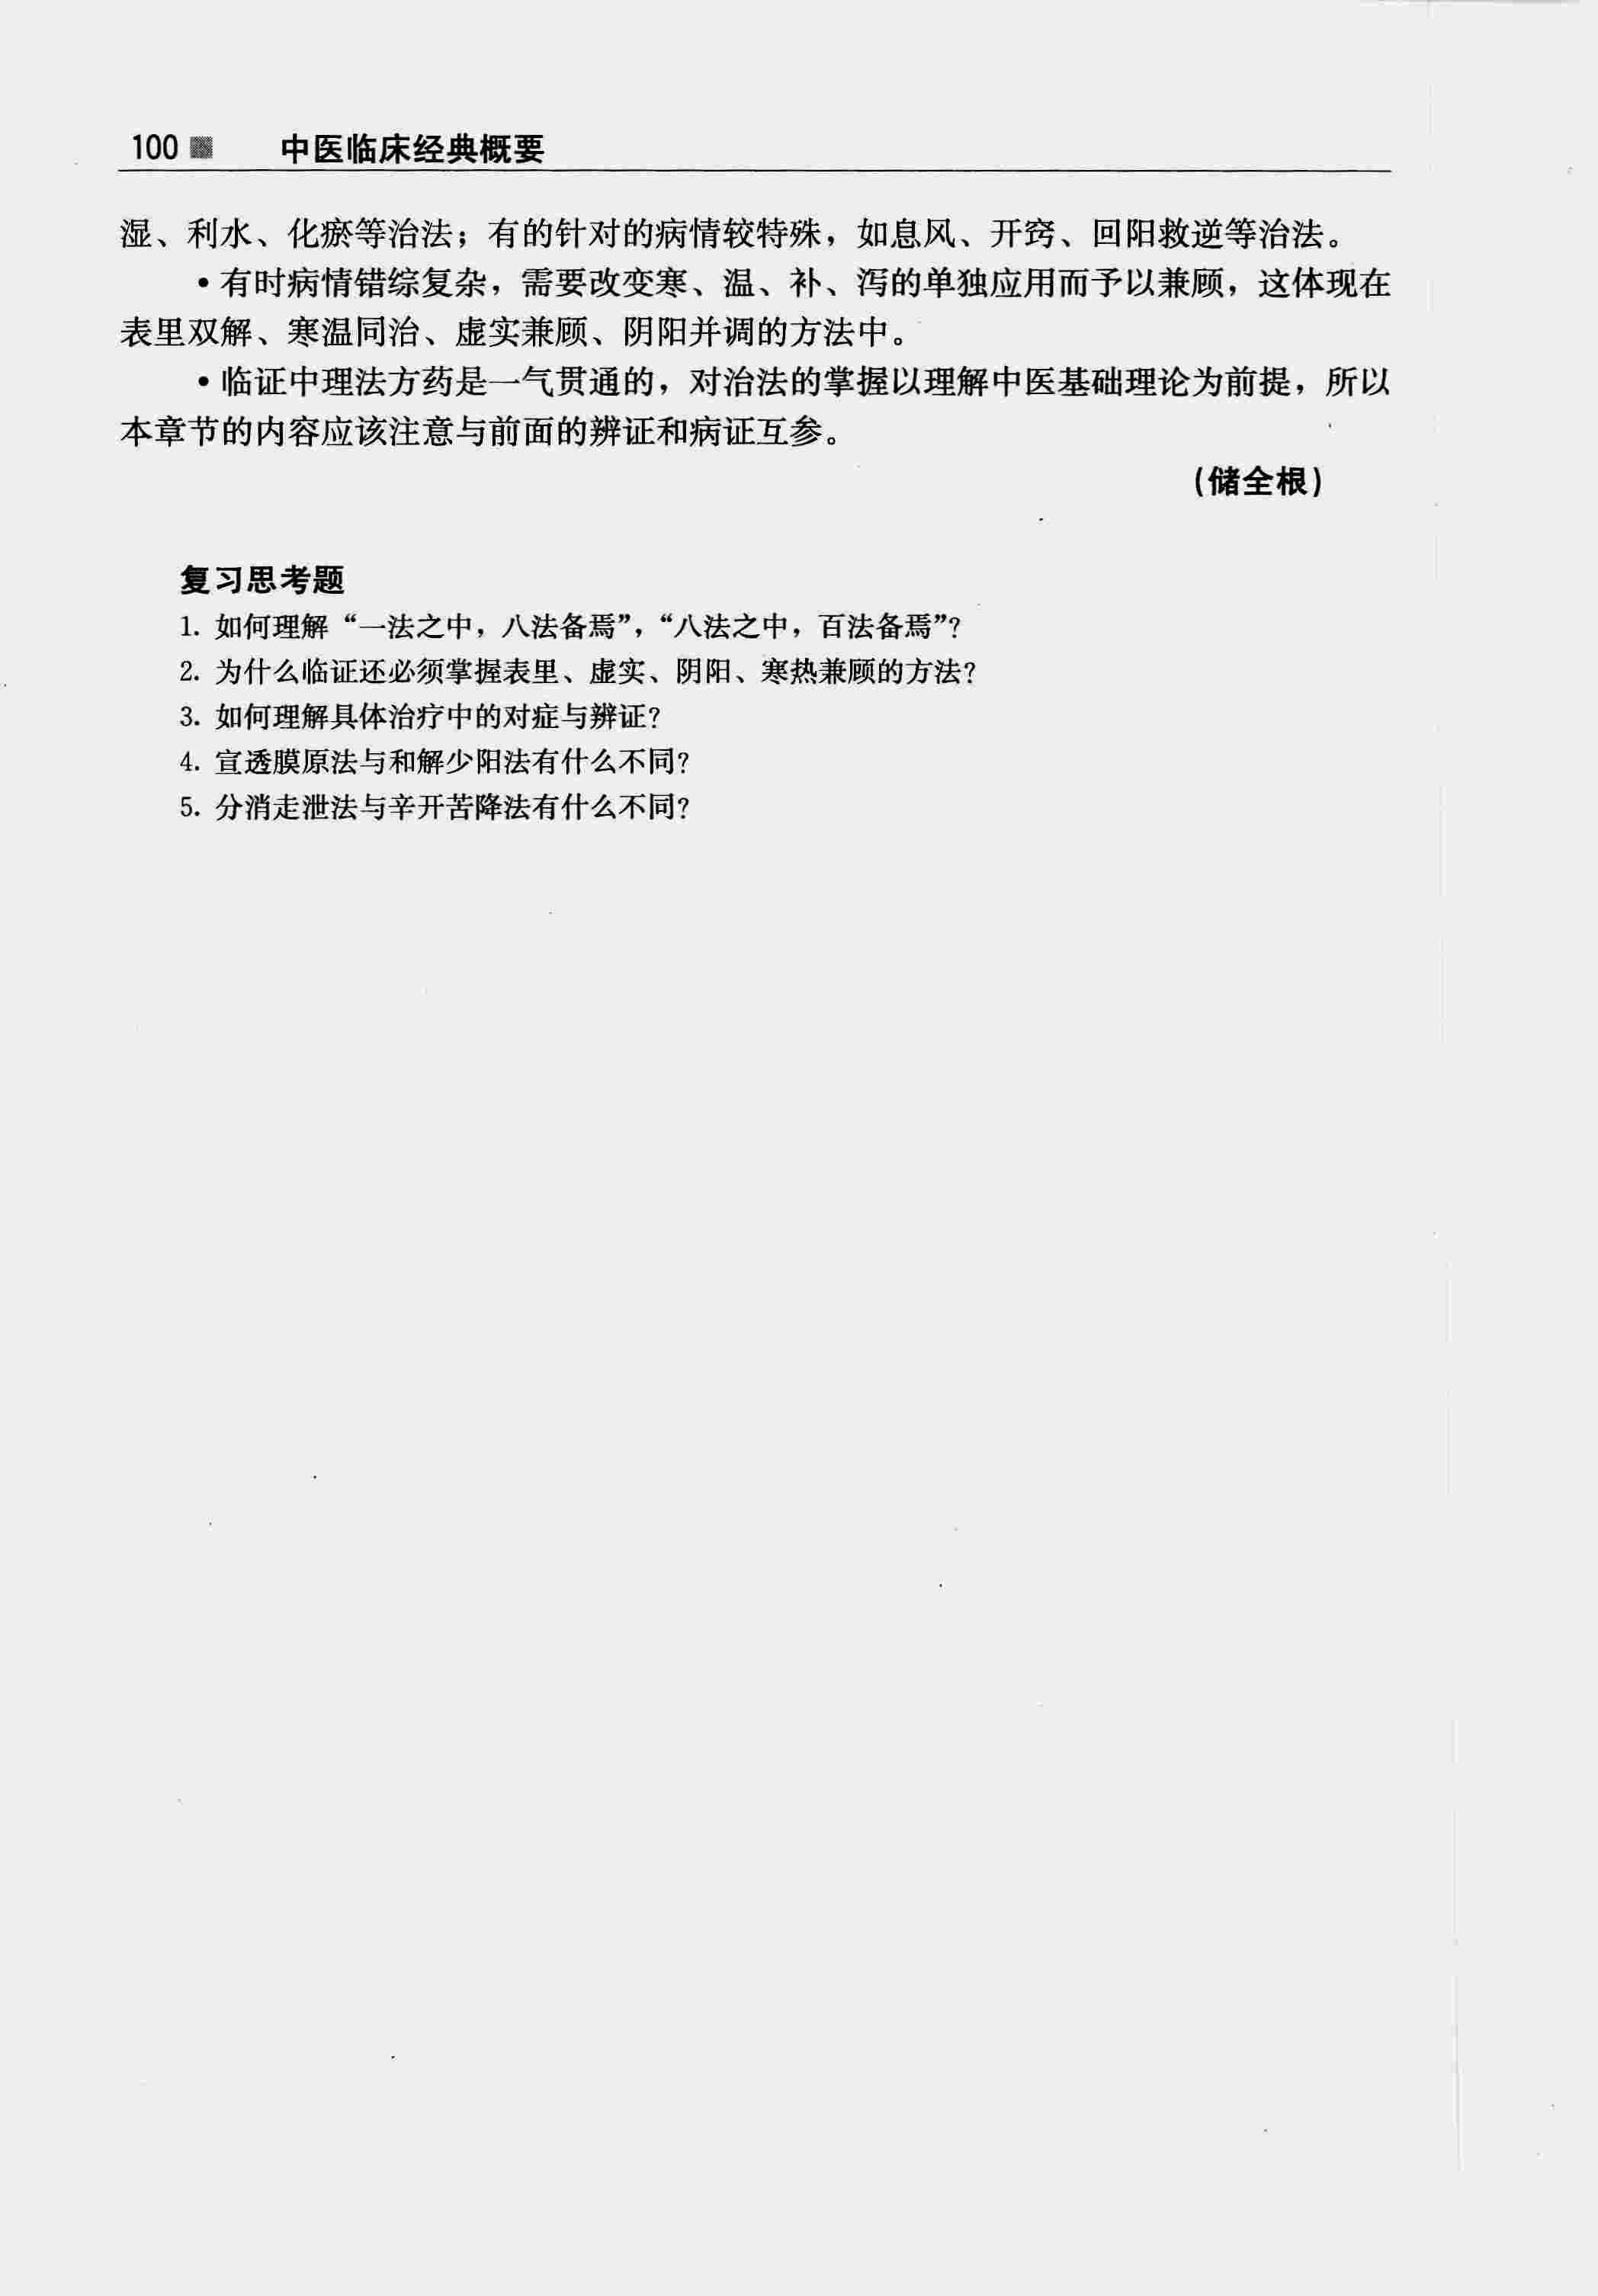 100 中医临床经典概要
湿、利水、化瘀等治法；有的针对的病情较特殊，如息风、开窍、回阳救逆等治法。
•有时病情错综复杂，需要改变寒、温、补、泻的单独应用而予以兼顾，这体现在
表里双解、寒温同治、虚实兼顾、阴阳并调的方法中。
•临证中理法方药是一气贯通的，对治法的掌握以理解中医基础理论为前提，所以
本章节的内容应该注意与前面的辨证和病证互参。
（储全根）
复习思考题
1. 如何理解“一法之中，八法备焉”，“八法之中，百法备焉”？
2. 为什么临证还必须掌握表里、虚实、阴阳、寒热兼顾的方法？
3. 如何理解具体治疗中的对症与辨证？
4. 宣透膜原法与和解少阳法有什么不同？
5. 分消走泄法与辛开苦降法有什么不同？